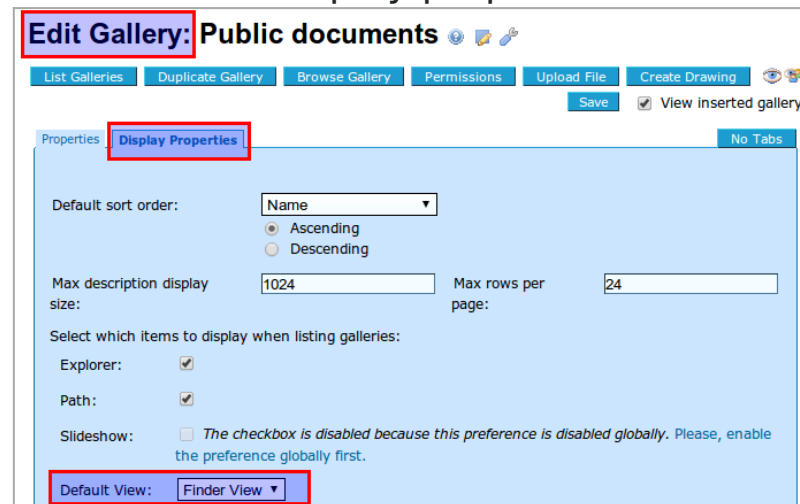 Edit Gallery: Public documents
List Galleries Duplicate Gallery Browse Gallery Permissions Upload File Create Drawing
Save View inserted gallery
Properties Display Properties No Tabs
Default sort order: Name
Ascending
Descending
Max description display size: 1024 Max rows per page: 24
Select which items to display when listing galleries:
Explorer:
Path:
Slideshow: The checkbox is disabled because this preference is disabled globally. Please, enable
the preference globally first.
Default View: Finder View